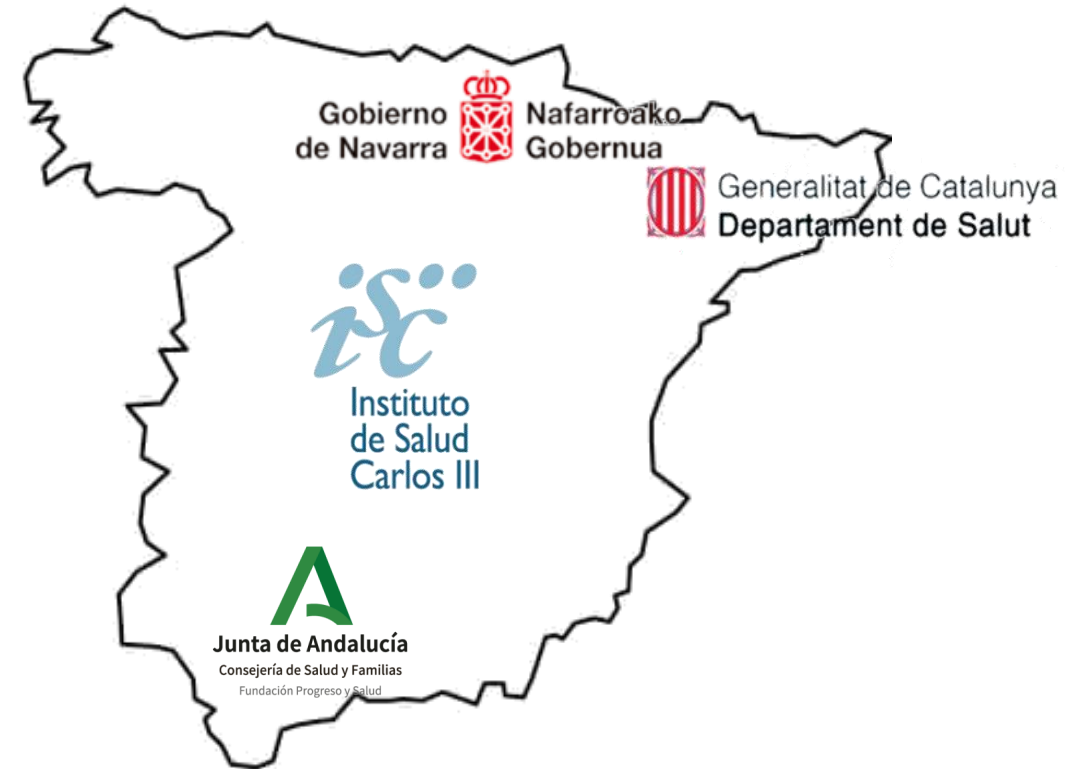 Gobierno
de Navarra
Nafarroako
Gobernua
Generalitat de Catalunya
Departament de Salut
isciii
Instituto
de Salud
Carlos III
Junta de Andalucía
Consejería de Salud y Familias
Fundación Progreso y Salud